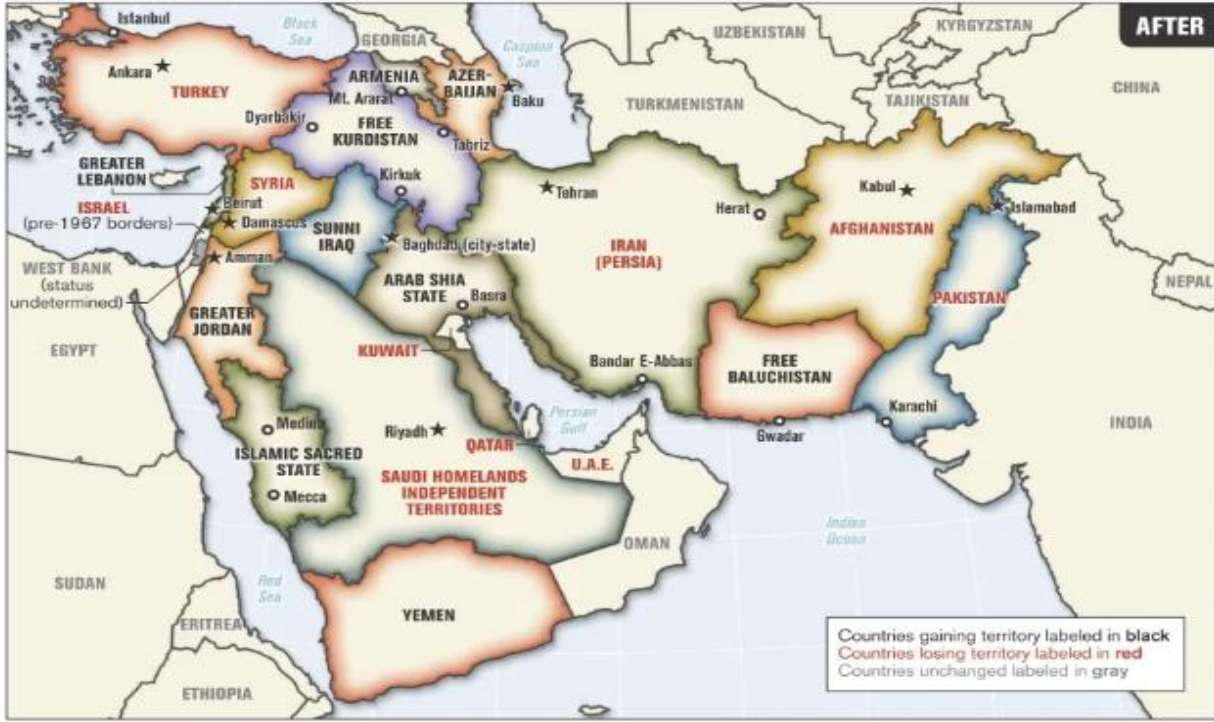 AFTER
Istanbul
Black
Sea
GEORGIA
Caspian
Sea
UZBEKISTAN
KYRGYZSTAN
CHINA
Ankara
TURKEY
ARMENIA
Mt. Ararat
AZER-
BAIJAN
Baku
TURKMENISTAN
TAJIKISTAN
Dyarbakir
FREE
KURDISTAN
Tabriz
GREATER
LEBANON
SYRIA
Kirkuk
Tehran
Herat
Kabul
Islamabad
ISRAEL
(pre-1967 borders)
Beirut
Damascus
SUNNI
IRAQ
Baghdad (city-state)
IRAN
(PERSIA)
AFGHANISTAN
WEST BANK
(status
undetermined)
Amman
ARAB SHIA
STATE
Basra
PAKISTAN
NEPAL
GREATER
JORDAN
EGYPT
KUWAIT
Bandar E-Abbas
FREE
BALUCHISTAN
Karachi
Gwadar
INDIA
Medina
Riyadh
Persian
Gulf
QATAR
ISLAMIC SACRED
STATE
Mecca
SAUDI HOMELANDS
INDEPENDENT
TERRITORIES
U.A.E.
OMAN
Indian
Ocean
SUDAN
Red
Sea
YEMEN
ERITREA
ETHIOPIA
Countries gaining territory labeled in black
Countries losing territory labeled in red
Countries unchanged labeled in gray